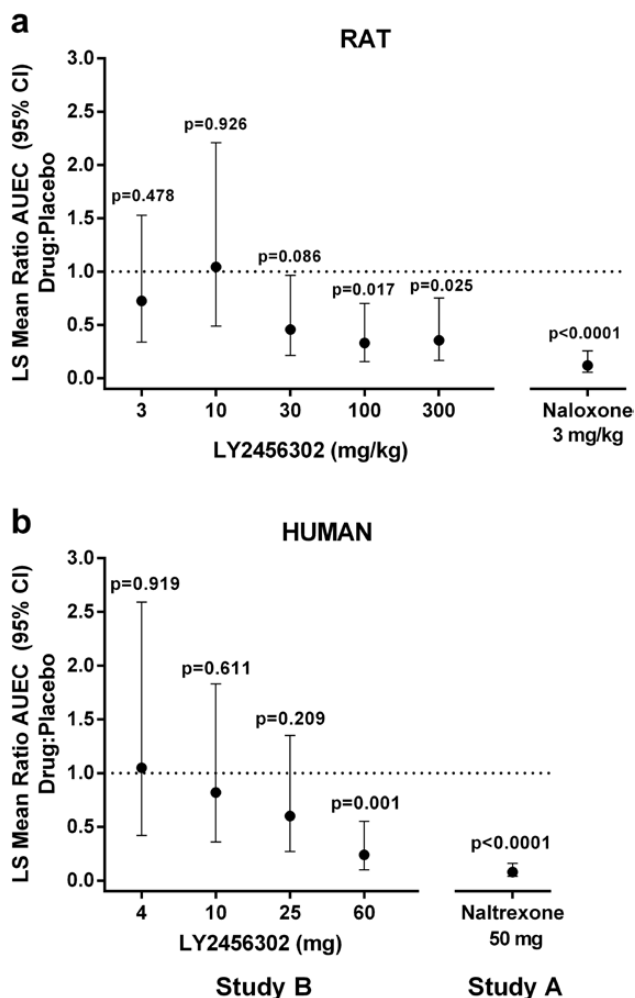 a
RAT
LS Mean Ratio AUEC (95% CI)
Drug:Placebo
3.0
2.5
2.0
1.5
1.0
0.5
0.0
p=0.478
p=0.926
p=0.086
p=0.017
p=0.025
p<0.0001
3 10 30 100 300
LY2456302 (mg/kg)
Naloxone
3 mg/kg
b
HUMAN
LS Mean Ratio AUEC (95% CI)
Drug:Placebo
3.0
2.5
2.0
1.5
1.0
0.5
0.0
p=0.919
p=0.611
p=0.209
p=0.001
p<0.0001
4 10 25 60
LY2456302 (mg)
Naltrexone
50 mg
Study B Study A